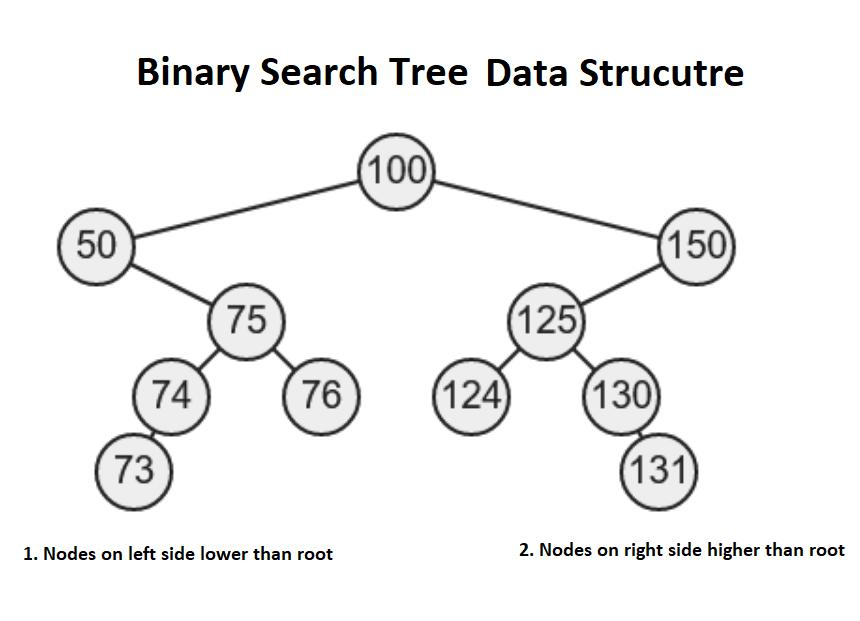 Binary Search Tree Data Strucutre
100
50 150
75 125
74 76 124 130
73 131
1. Nodes on left side lower than root 2. Nodes on right side higher than root